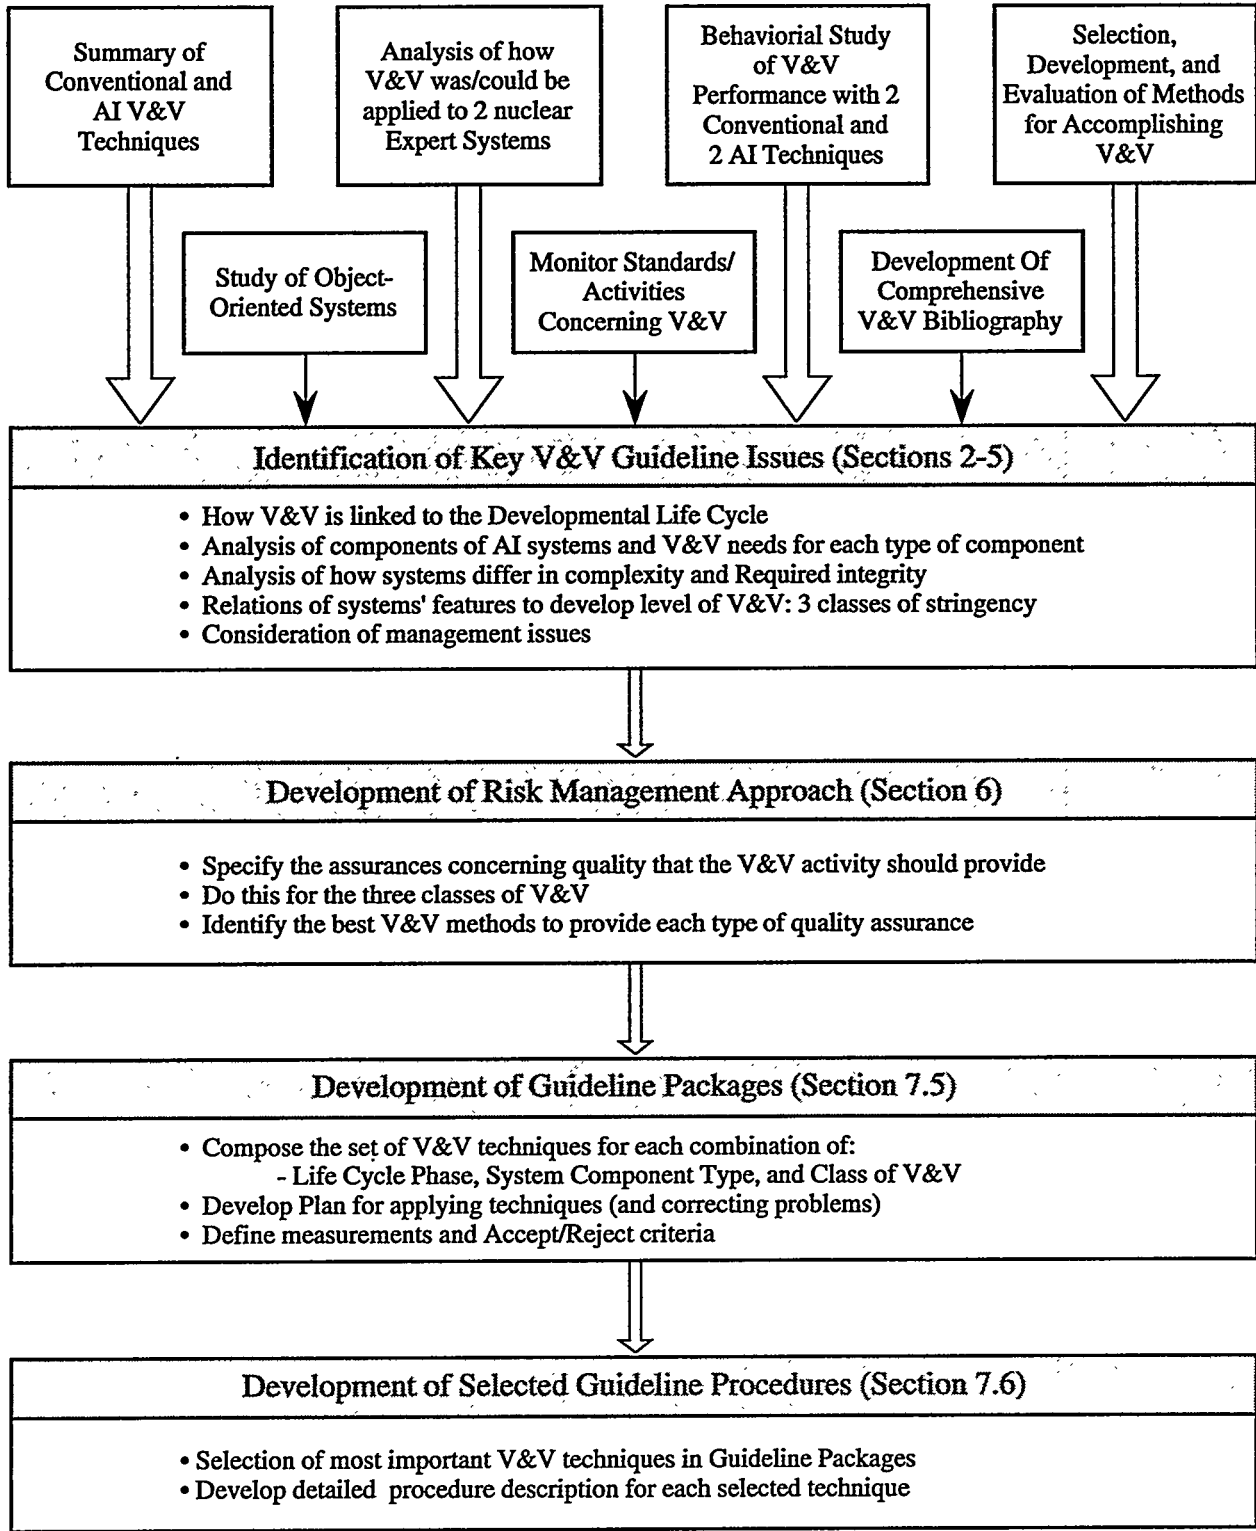 Summary of
Conventional and
AI V&V
Techniques
Analysis of how
V&V was/could be
applied to 2 nuclear
Expert Systems
Behaviorial Study
of V&V
Performance with 2
Conventional and
2 AI Techniques
Selection,
Development, and
Evaluation of Methods
for Accomplishing
V&V
Study of Object-
Oriented Systems
Monitor Standards/
Activities
Concerning V&V
Development Of
Comprehensive
V&V Bibliography
Identification of Key V&V Guideline Issues (Sections 2-5)
• How V&V is linked to the Developmental Life Cycle
• Analysis of components of AI systems and V&V needs for each type of component
• Analysis of how systems differ in complexity and Required integrity
• Relations of systems' features to develop level of V&V: 3 classes of stringency
• Consideration of management issues
Development of Risk Management Approach (Section 6)
• Specify the assurances concerning quality that the V&V activity should provide
• Do this for the three classes of V&V
• Identify the best V&V methods to provide each type of quality assurance
Development of Guideline Packages (Section 7.5)
• Compose the set of V&V techniques for each combination of:
- Life Cycle Phase, System Component Type, and Class of V&V
• Develop Plan for applying techniques (and correcting problems)
• Define measurements and Accept/Reject criteria
Development of Selected Guideline Procedures (Section 7.6)
• Selection of most important V&V techniques in Guideline Packages
• Develop detailed procedure description for each selected technique